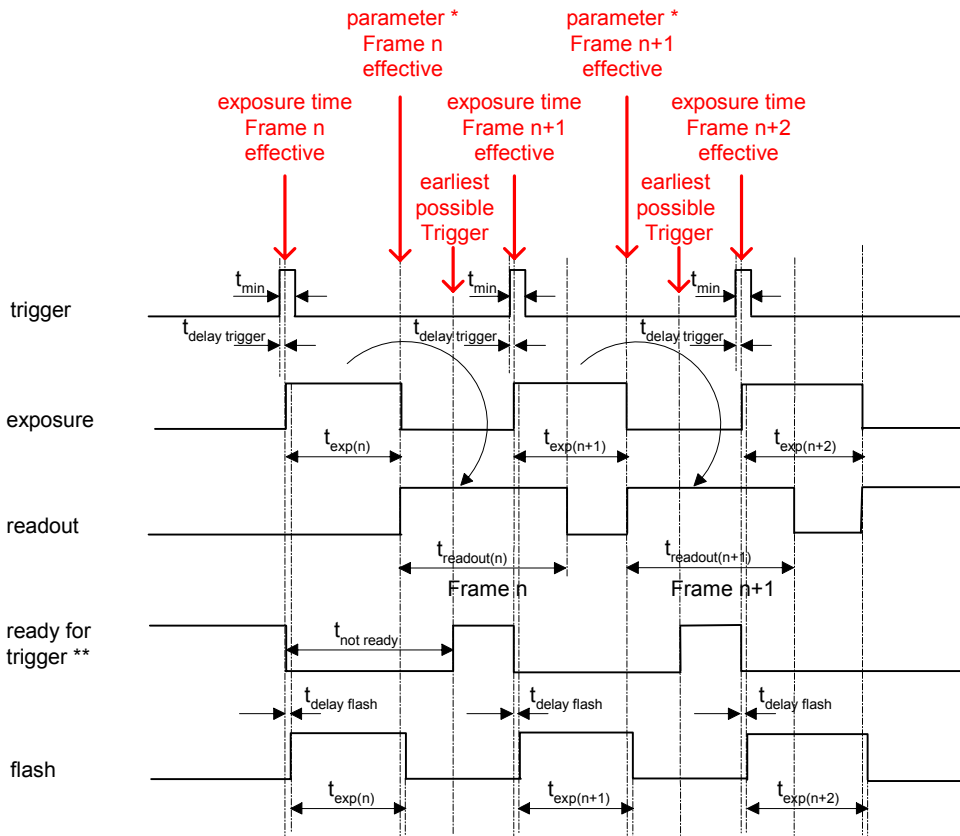 parameter *
Frame n
effective
parameter *
Frame n+1
effective
exposure time
Frame n
effective
exposure time
Frame n+1
effective
exposure time
Frame n+2
effective
earliest
possible
Trigger
earliest
possible
Trigger
trigger
tmin
tmin
tmin
tdelay trigger
tdelay trigger
tdelay trigger
exposure
texp(n)
texp(n+1)
texp(n+2)
readout
treadout(n)
treadout(n+1)
Frame n
Frame n+1
ready for
trigger **
tnot ready
tdelay flash
tdelay flash
tdelay flash
flash
texp(n)
texp(n+1)
texp(n+2)